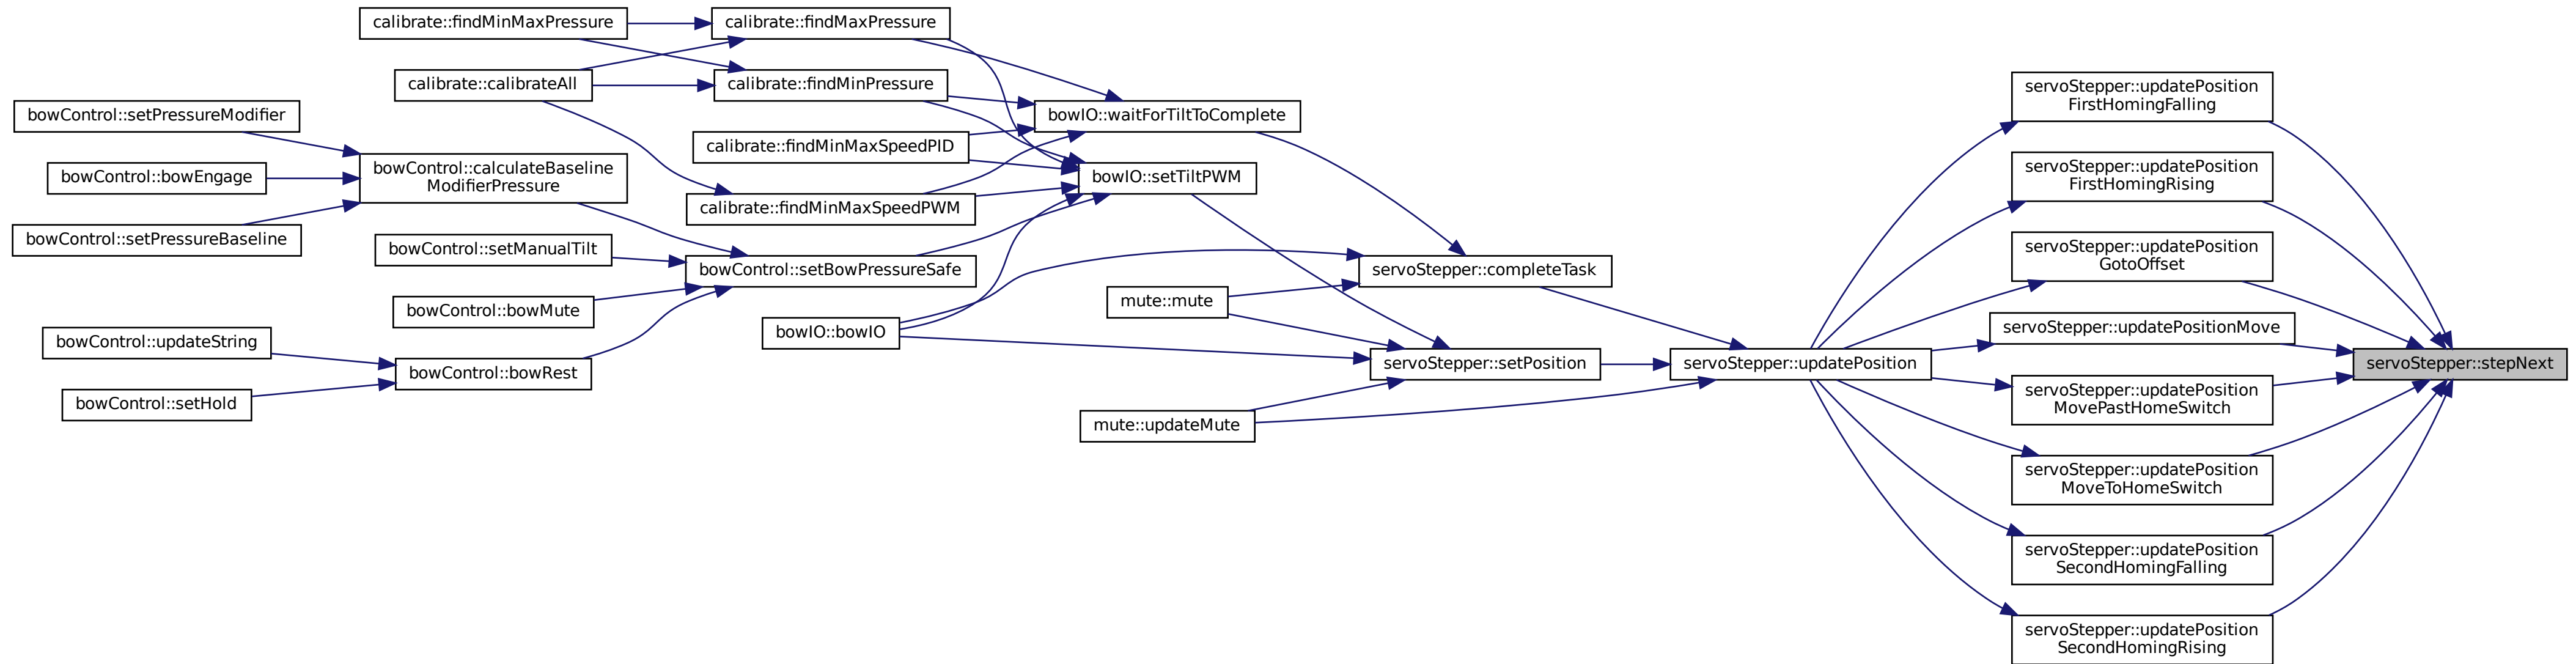 calibrate::findMinMaxPressure
calibrate::findMaxPressure
calibrate::calibrateAll
calibrate::findMinPressure
bowControl::setPressureModifier
bowIO::waitForTiltToComplete
calibrate::findMinMaxSpeedPID
bowControl::bowEngage
bowControl::calculateBaseline
ModifierPressure
bowIO::setTiltPWM
calibrate::findMinMaxSpeedPWM
bowControl::setPressureBaseline
bowControl::setManualTilt
bowControl::setBowPressureSafe
servoStepper::completeTask
bowControl::bowMute
mute::mute
bowControl::updateString
bowIO::bowIO
bowControl::bowRest
bowControl::setHold
servoStepper::setPosition
servoStepper::updatePosition
mute::updateMute
servoStepper::updatePosition
FirstHomingFalling
servoStepper::updatePosition
FirstHomingRising
servoStepper::updatePosition
GotoOffset
servoStepper::updatePositionMove
servoStepper::stepNext
servoStepper::updatePosition
MovePastHomeSwitch
servoStepper::updatePosition
MoveToHomeSwitch
servoStepper::updatePosition
SecondHomingFalling
servoStepper::updatePosition
SecondHomingRising